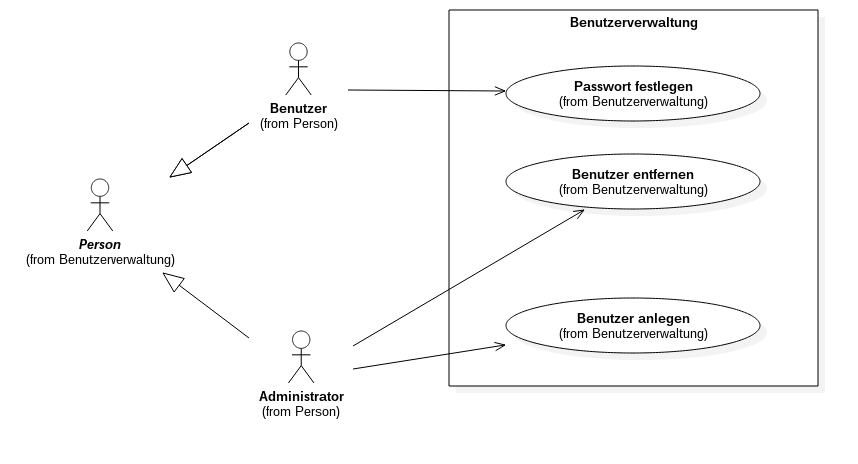 Benutzerverwaltung
Benutzer
(from Person)
Passwort festlegen
(from Benutzerverwaltung)
Benutzer entfernen
(from Benutzerverwaltung)
Person
(from Benutzerverwaltung)
Benutzer anlegen
(from Benutzerverwaltung)
Administrator
(from Person)